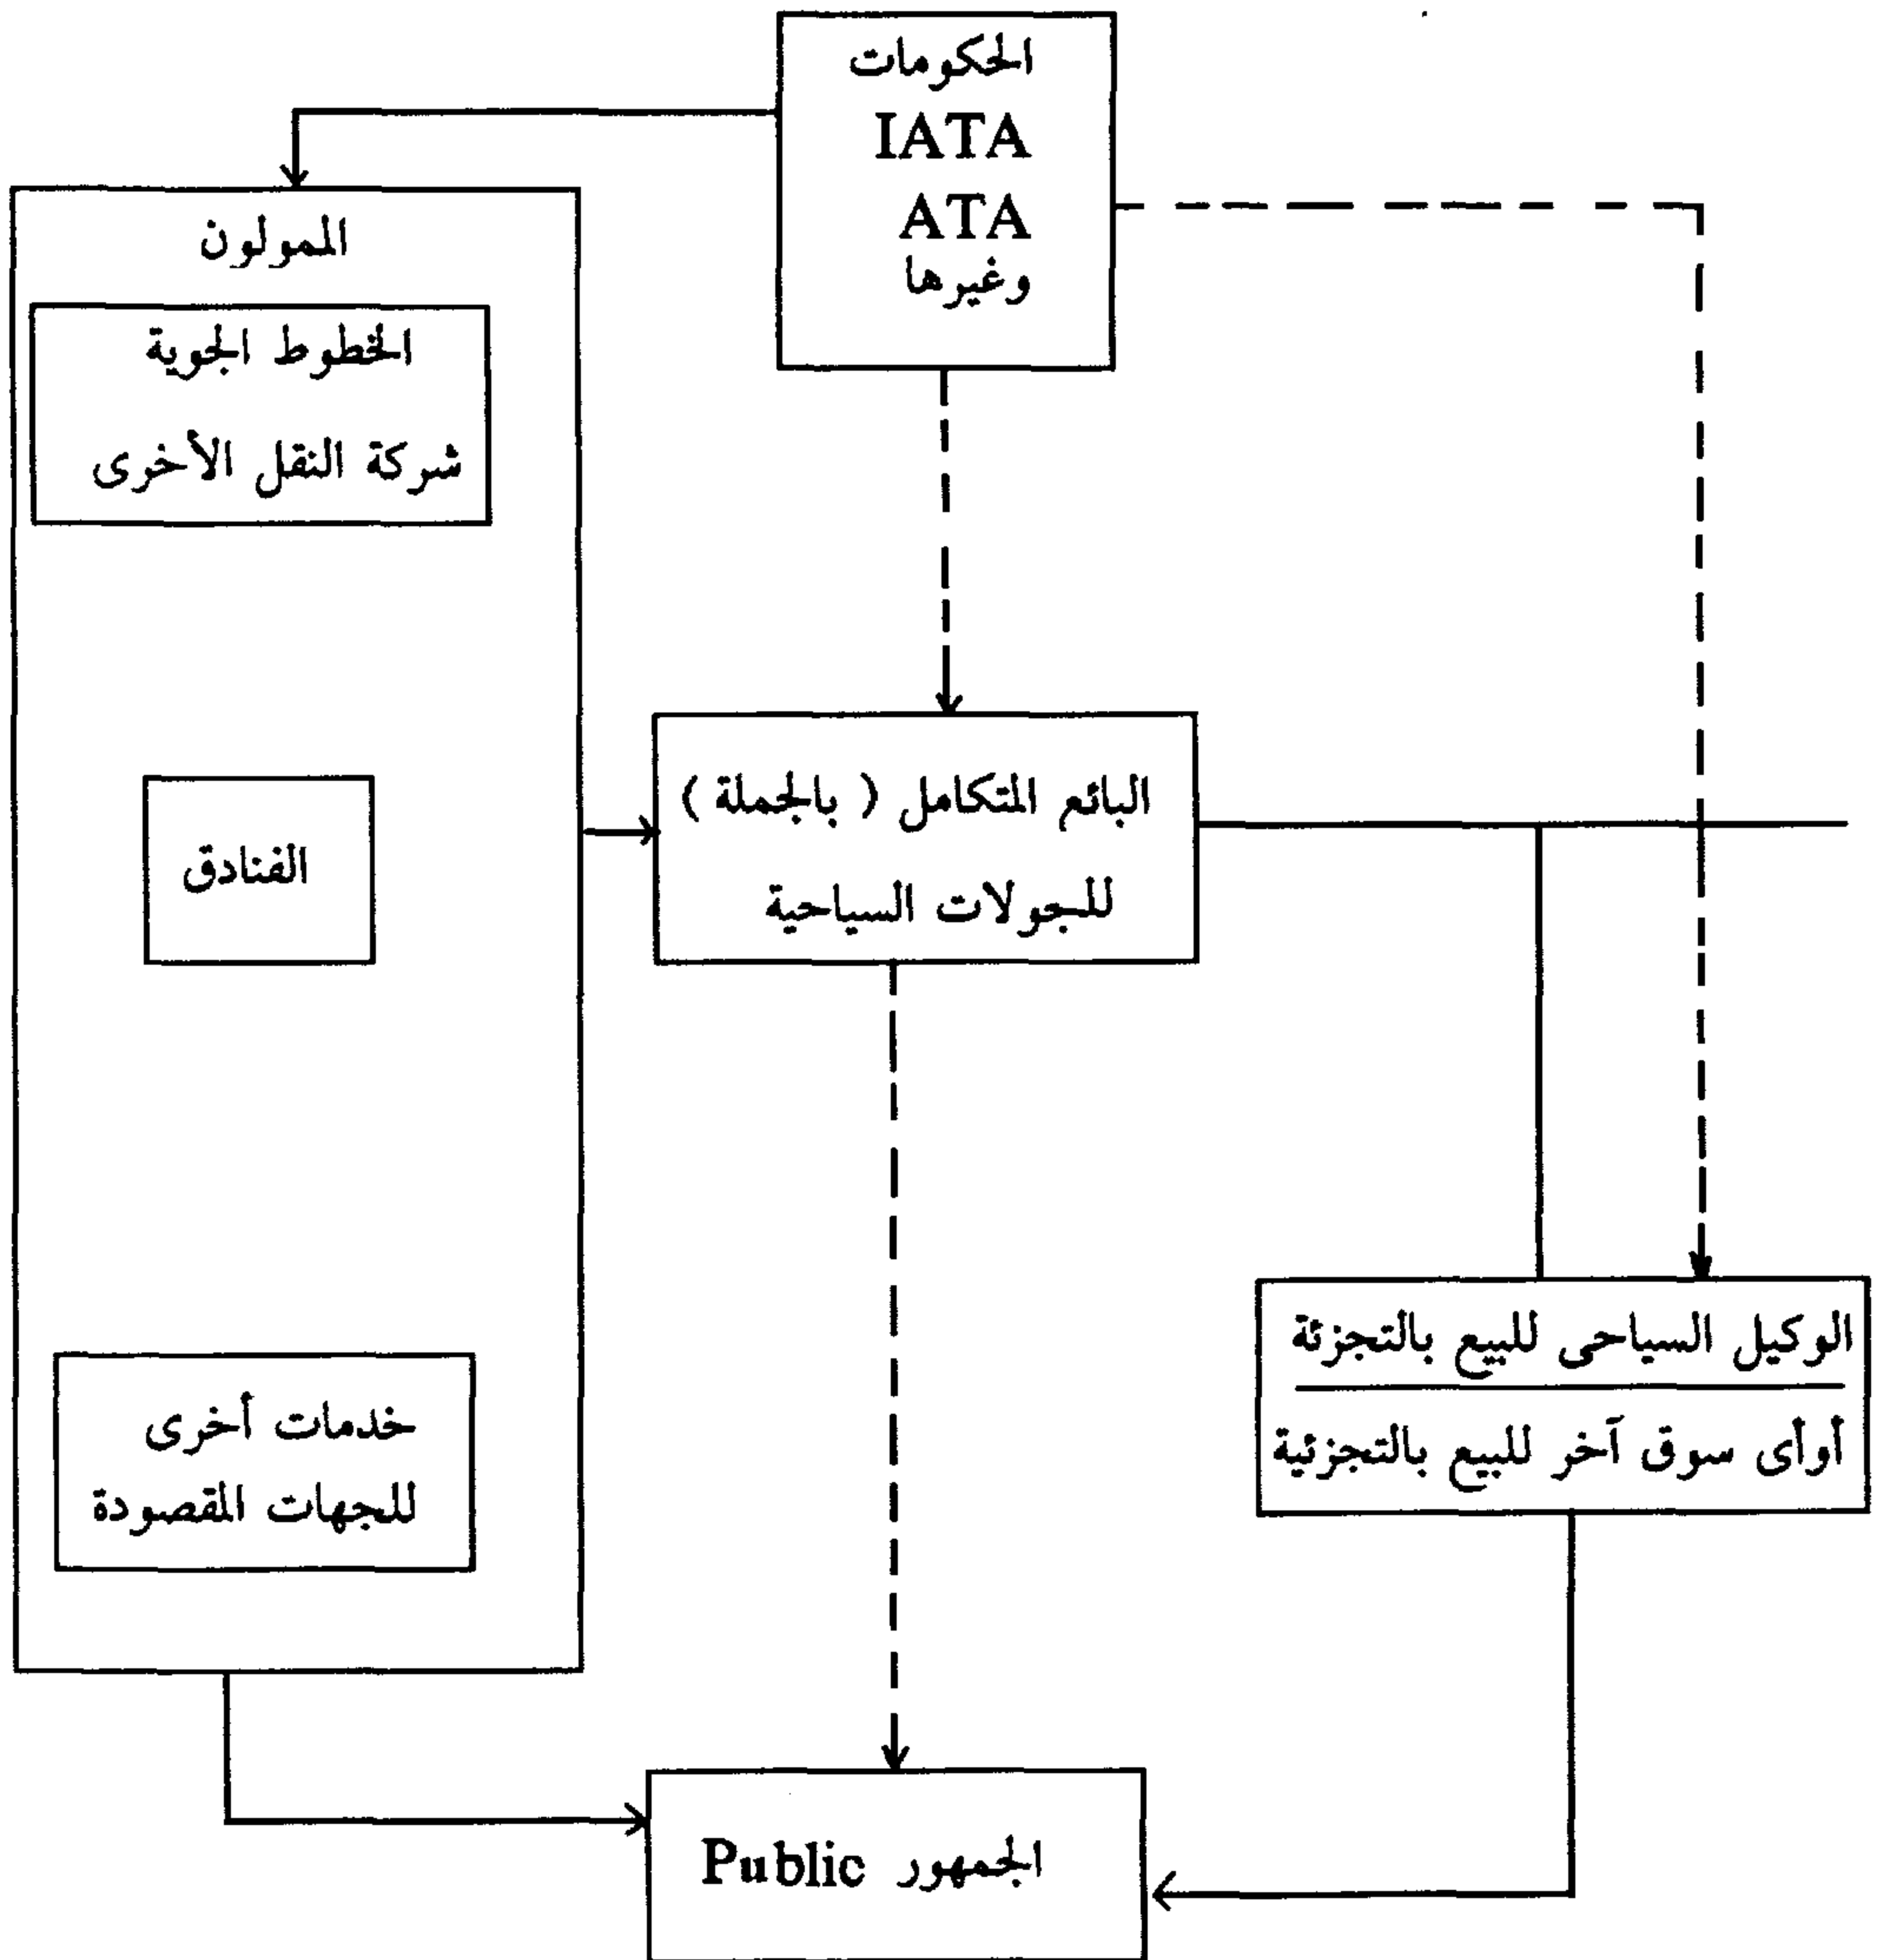 الحكومات
IATA
ATA
وغيرها
الممولون
الخطوط الجوية
شركة النقل الأخرى
البائع المتكامل ( بالجملة )
للجولات السياحية
الفنادق
الوكيل السياحى للبيع بالتجزئة
أوأى سوق آخر للبيع بالتجزئية
خدمات أخرى
للجهات المقصودة
الجمهور Public